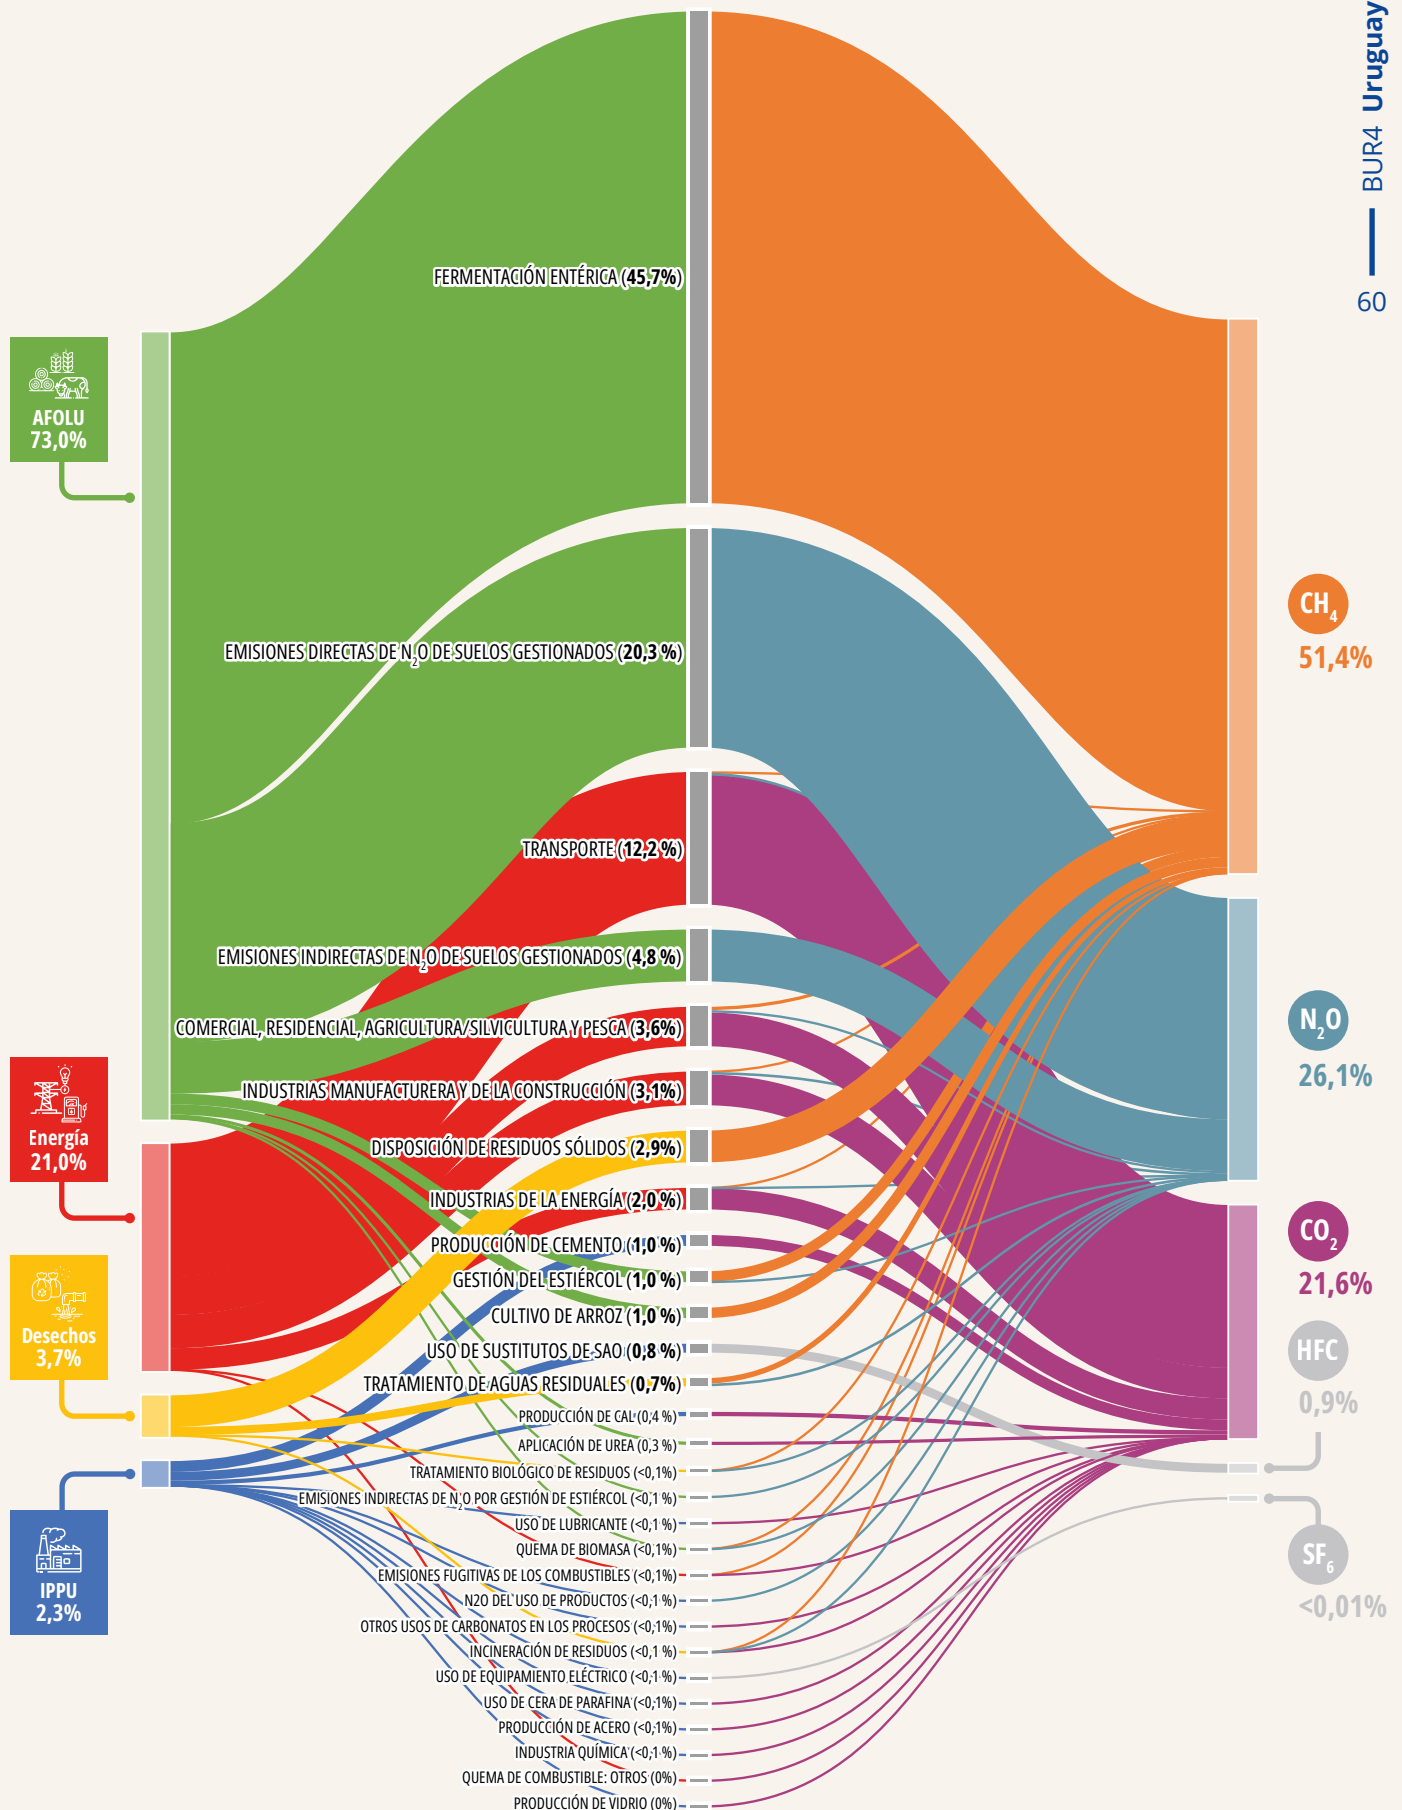 BUR4 Uruguay
60
AFOLU
73,0%
Energía
21,0%
Desechos
3,7%
IPPU
2,3%
FERMENTACIÓN ENTÉRICA (45,7%)
EMISIONES DIRECTAS DE N2O DE SUELOS GESTIONADOS (20,3 %)
TRANSPORTE (12,2 %)
EMISIONES INDIRECTAS DE N2O DE SUELOS GESTIONADOS (4,8 %)
COMERCIAL, RESIDENCIAL, AGRICULTURA/SILVICULTURA Y PESCA (3,6%)
INDUSTRIAS MANUFACTURERA Y DE LA CONSTRUCCIÓN (3,1%)
DISPOSICIÓN DE RESIDUOS SÓLIDOS (2,9%)
INDUSTRIAS DE LA ENERGÍA (2,0 %)
PRODUCCIÓN DE CEMENTO (1,0 %)
GESTIÓN DEL ESTIÉRCOL (1,0 %)
CULTIVO DE ARROZ (1,0 %)
USO DE SUSTITUTOS DE SAO (0,8 %)
TRATAMIENTO DE AGUAS RESIDUALES (0,7%)
PRODUCCIÓN DE CAL (0,4 %)
APLICACIÓN DE UREA (0,3 %)
TRATAMIENTO BIOLÓGICO DE RESIDUOS (<0,1%)
EMISIONES INDIRECTAS DE N2O POR GESTIÓN DE ESTIÉRCOL (<0,1 %)
USO DE LUBRICANTE (<0,1 %)
QUEMA DE BIOMASA (<0,1%)
EMISIONES FUGITIVAS DE LOS COMBUSTIBLES (<0,1%)
N2O DEL USO DE PRODUCTOS (<0,1 %)
OTROS USOS DE CARBONATOS EN LOS PROCESOS (<0,1%)
INCINERACIÓN DE RESIDUOS (<0,1 %)
USO DE EQUIPAMIENTO ELÉCTRICO (<0,1 %)
USO DE CERA DE PARAFINA (<0,1%)
PRODUCCIÓN DE ACERO (<0,1%)
INDUSTRIA QUÍMICA (<0,1 %)
QUEMA DE COMBUSTIBLE: OTROS (0%)
PRODUCCIÓN DE VIDRIO (0%)
CH4
51,4%
N2O
26,1%
CO2
21,6%
HFC
0,9%
SF6
<0,01%